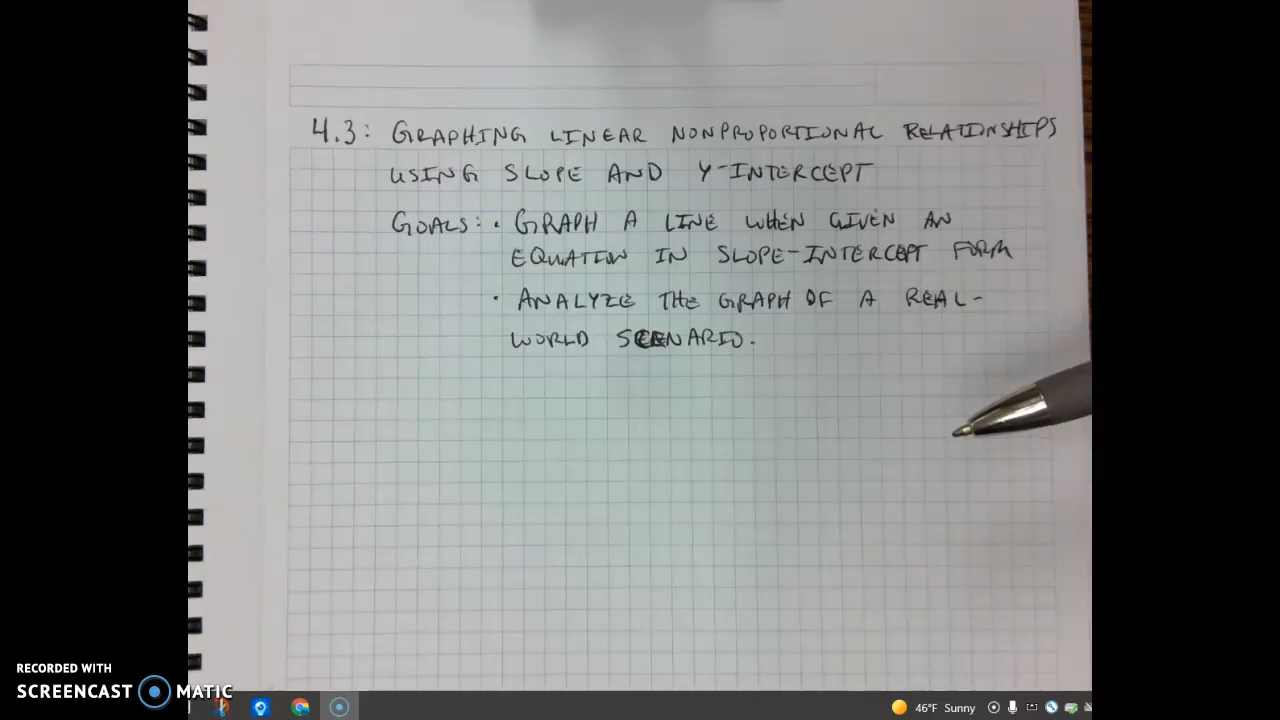 4.3: GRAPHING LINEAR NONPROPORTIONAL RELATIONSHIPS
USING SLOPE AND Y-INTERCEPT
GOALS: • GRAPH A LINE WHEN GIVEN AN
EQUATION IN SLOPE-INTERCEPT FORM
• ANALYZE THE GRAPH OF A REAL-
WORLD SCENARIO.
RECORDED WITH
SCREENCAST MATIC
46°F Sunny